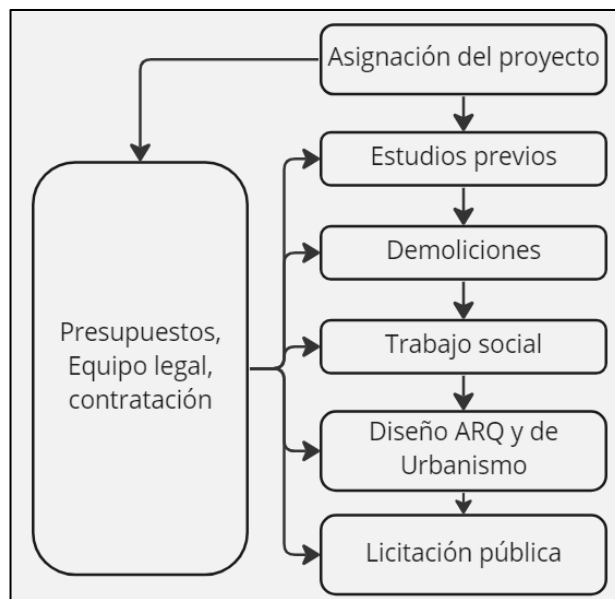 Asignación del proyecto
Estudios previos
Demoliciones
Presupuestos,
Equipo legal,
contratación
Trabajo social
Diseño ARQ y de
Urbanismo
Licitación pública